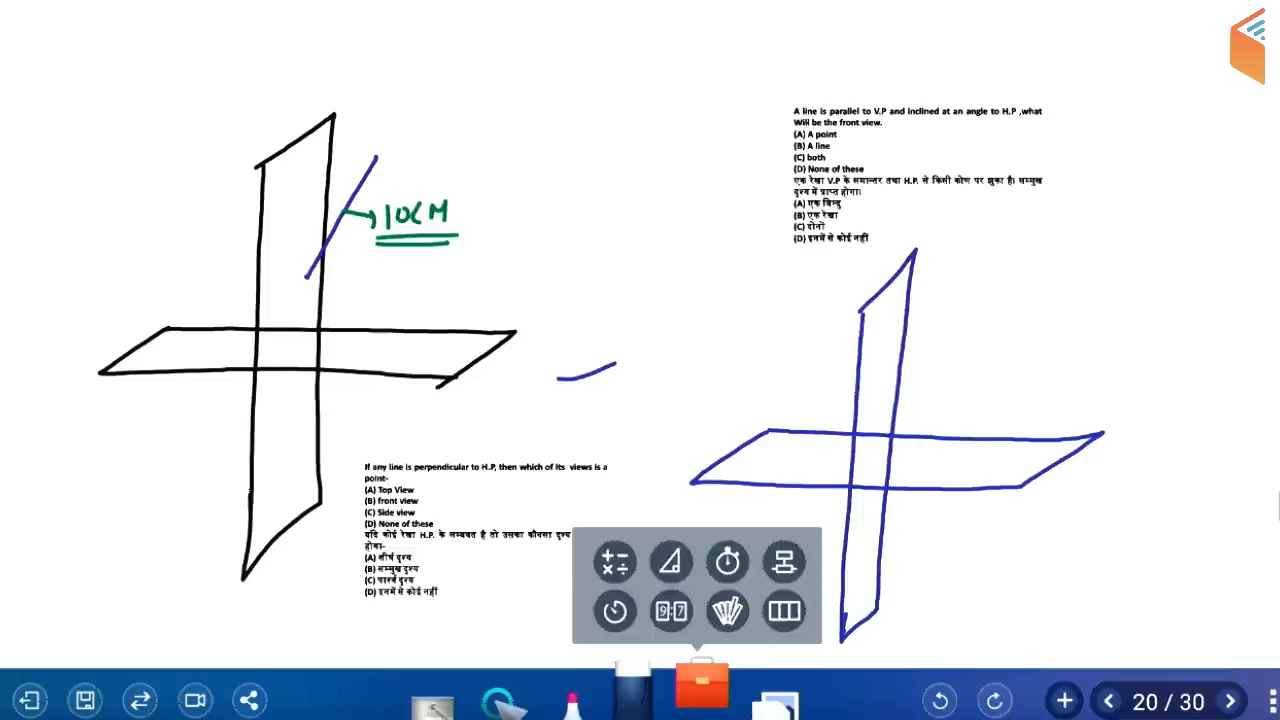 A line is parallel to V.P and inclined at an angle to H.P ,what
Will be the front view.
(A) A point
(B) A line
(C) both
(D) None of these
एक रेखा V.P के समान्तर तथा H.P. से किसी कोण पर झुका है। सम्मुख
दृश्य में प्राप्त होगा।
(A) एक बिन्दु
(B) एक रेखा
(C) दोनों
(D) इनमें से कोई नहीं
10CM
If any line is perpendicular to H.P, then which of its views is a
point-
(A) Top View
(B) front view
(C) Side view
(D) None of these
यदि कोई रेखा H.P. के लम्बवत है तो उसका कौनसा दृश्य
होगा-
(A) शीर्ष दृश्य
(B) सम्मुख दृश्य
(C) पार्श्व दृश्य
(D) इनमें से कोई नहीं
9:7
20 / 30